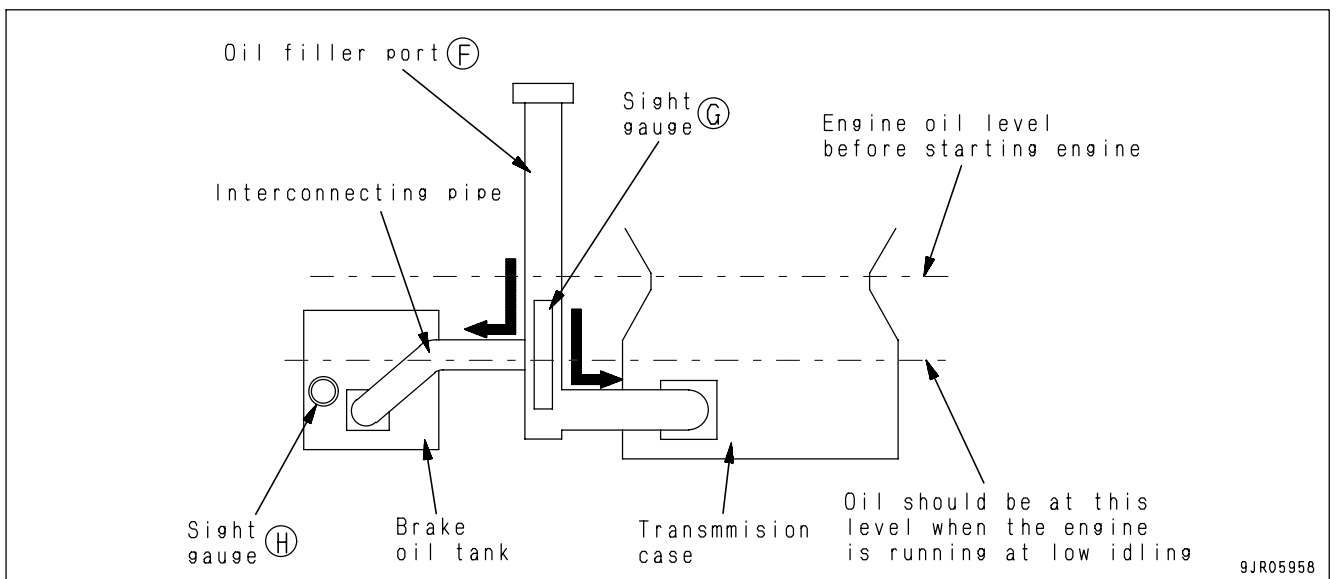 Oil filler port Ⓕ
Sight
gauge Ⓖ
Engine oil level
before starting engine
Interconnecting pipe
Sight
gauge Ⓗ
Brake
oil tank
Transmmision
case
Oil should be at this
level when the engine
is running at low idling
9JR05958